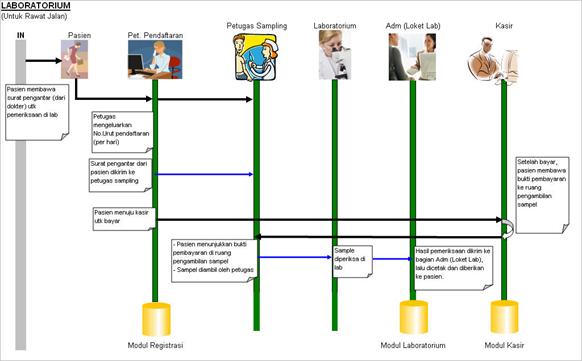 LABORATORIUM
(Untuk Rawat Jalan)
IN
Pasien
Pet. Pendaftaran
Petugas Sampling
Laboratorium
Adm (Loket Lab)
Kasir
Pasien membawa
surat pengantar (dari
dokter) utk
pemeriksaan di lab
Petugas
mengeluarkan
No.Urut pendaftaran
(per hari)
Surat pengantar dari
pasien dikirim ke
petugas sampling
Setelah bayar,
pasien membawa
bukti pembayaran
ke ruang
pengambilan
sampel
Pasien menuju kasir
utk bayar
- Pasien menunjukkan bukti
pembayaran di ruang
pengambilan sampel
- Sampel diambil oleh petugas
Sample
diperiksa di
lab
Hasil pemeriksaan dikrim ke
bagian Adm (Loket Lab),
lalu dicetak dan diberikan
ke pasien.
Modul Registrasi
Modul Laboratorium
Modul Kasir